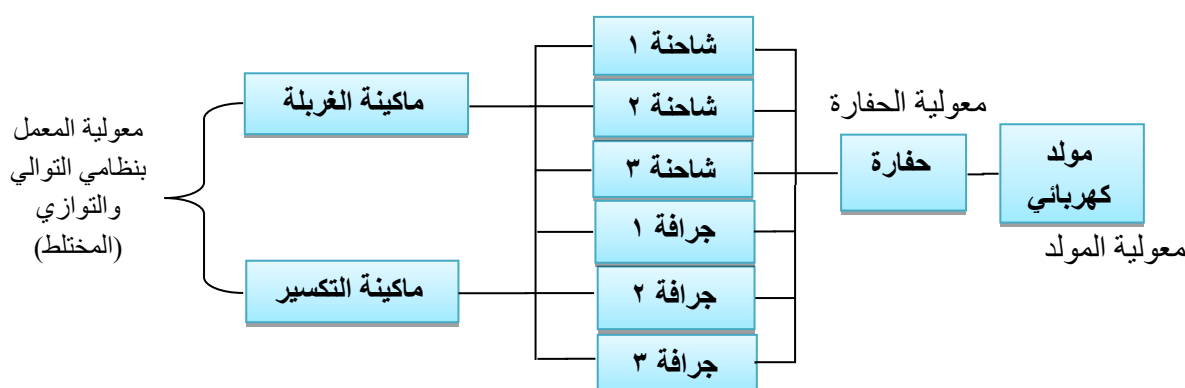 معولية المعمل
بنظامي التوالي
والتوازي
(المختلط)
ماكينة الغربلة
ماكينة التكسير
شاحنة ١
شاحنة ٢
شاحنة ٣
جرافة ١
جرافة ٢
جرافة ٣
معولية الحفارة
حفارة
مولد
كهربائي
معولية المولد